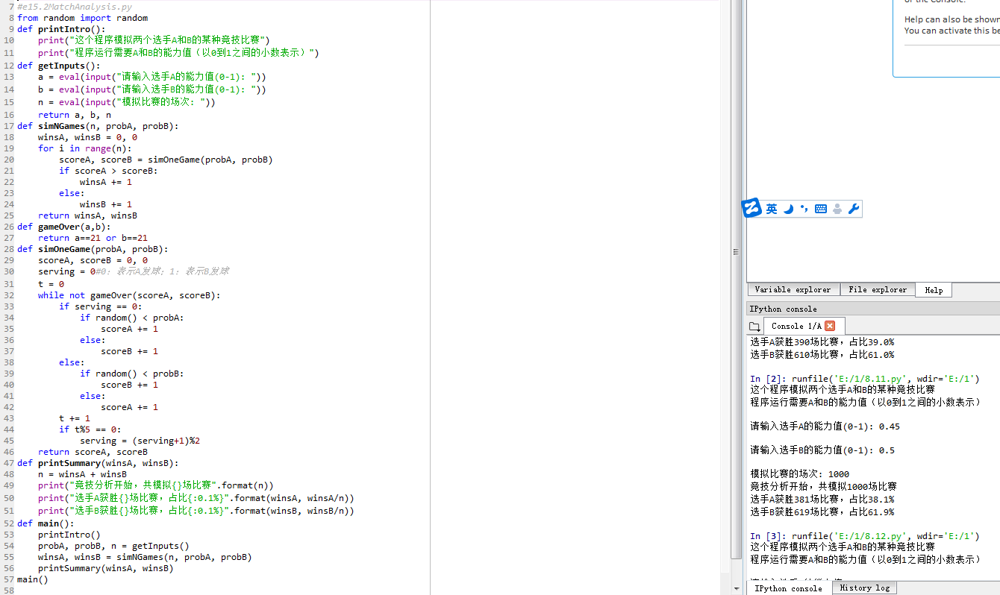 7 #e15.2MatchAnalysis.py
8 from random import random
9 def printIntro():
10 print("这个程序模拟两个选手A和B的某种竞技比赛")
11 print("程序运行需要A和B的能力值（以0到1之间的小数表示）")
12 def getInputs():
13 a = eval(input("请输入选手A的能力值(0-1): "))
14 b = eval(input("请输入选手B的能力值(0-1): "))
15 n = eval(input("模拟比赛的场次: "))
16 return a, b, n
17 def simNGames(n, probA, probB):
18 winsA, winsB = 0, 0
19 for i in range(n):
20 scoreA, scoreB = simOneGame(probA, probB)
21 if scoreA > scoreB:
22 winsA += 1
23 else:
24 winsB += 1
25 return winsA, winsB
26 def gameOver(a,b):
27 return a==21 or b==21
28 def simOneGame(probA, probB):
29 scoreA, scoreB = 0, 0
30 serving = 0#0：表示A发球；1：表示B发球
31 t = 0
32 while not gameOver(scoreA, scoreB):
33 if serving == 0:
34 if random() < probA:
35 scoreA += 1
36 else:
37 scoreB += 1
38 else:
39 if random() < probB:
40 scoreB += 1
41 else:
42 scoreA += 1
43 t += 1
44 if t%5 == 0:
45 serving = (serving+1)%2
46 return scoreA, scoreB
47 def printSummary(winsA, winsB):
48 n = winsA + winsB
49 print("竞技分析开始，共模拟{}场比赛".format(n))
50 print("选手A获胜{}场比赛，占比{:0.1%}".format(winsA, winsA/n))
51 print("选手B获胜{}场比赛，占比{:0.1%}".format(winsB, winsB/n))
52 def main():
53 printIntro()
54 probA, probB, n = getInputs()
55 winsA, winsB = simNGames(n, probA, probB)
56 printSummary(winsA, winsB)
57 main()
58
of the Console.
Help can also be shown
You can activate this be
英
Variable explorer File explorer Help
IPython console
Console 1/A
选手A获胜390场比赛，占比39.0%
选手B获胜610场比赛，占比61.0%
In [2]: runfile('E:/1/8.11.py', wdir='E:/1')
这个程序模拟两个选手A和B的某种竞技比赛
程序运行需要A和B的能力值（以0到1之间的小数表示）
请输入选手A的能力值(0-1): 0.45
请输入选手B的能力值(0-1): 0.5
模拟比赛的场次: 1000
竞技分析开始，共模拟1000场比赛
选手A获胜381场比赛，占比38.1%
选手B获胜619场比赛，占比61.9%
In [3]: runfile('E:/1/8.12.py', wdir='E:/1')
这个程序模拟两个选手A和B的某种竞技比赛
程序运行需要A和B的能力值（以0到1之间的小数表示）
IPython console History log